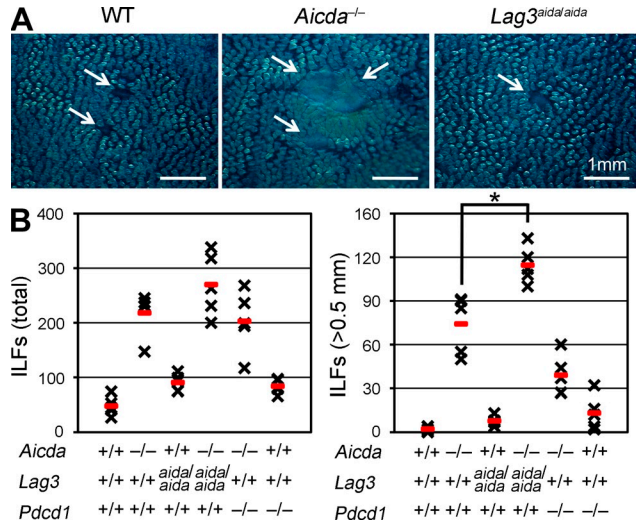 A WT Aicda–/– Lag3aida/aida
1mm
B
ILFs (total)
400
300
200
100
0
*
ILFs (>0.5 mm)
160
120
90
60
30
0
Aicda +/+ –/– +/+ –/– +/+ +/+
Lag3 +/+ +/+ aida/aida aida/aida +/+ +/+
Pdcd1 +/+ +/+ +/+ +/+ –/– –/–
Aicda +/+ –/– +/+ –/– –/– +/+
Lag3 +/+ +/+ aida/aida aida/aida +/+ +/+
Pdcd1 +/+ +/+ +/+ +/+ –/– –/–